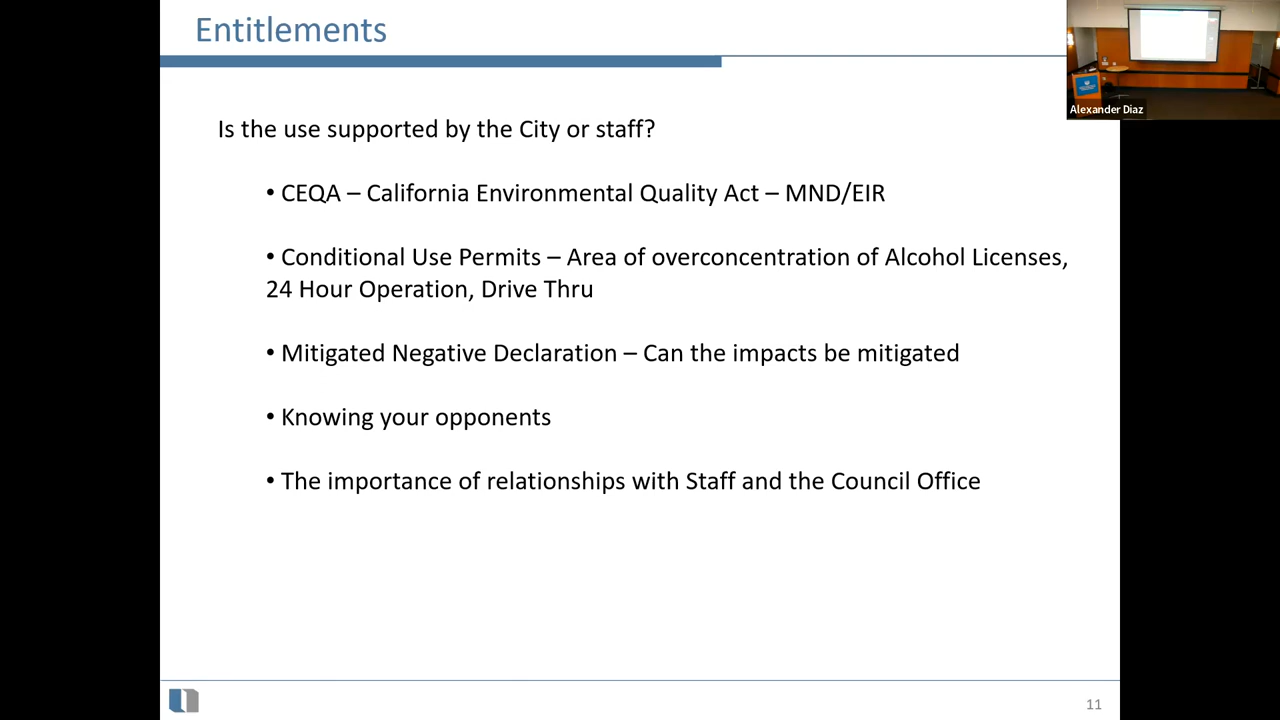 Entitlements
Alexander Diaz
Is the use supported by the City or staff?
• CEQA – California Environmental Quality Act – MND/EIR
• Conditional Use Permits – Area of overconcentration of Alcohol Licenses,
24 Hour Operation, Drive Thru
• Mitigated Negative Declaration – Can the impacts be mitigated
• Knowing your opponents
• The importance of relationships with Staff and the Council Office
11